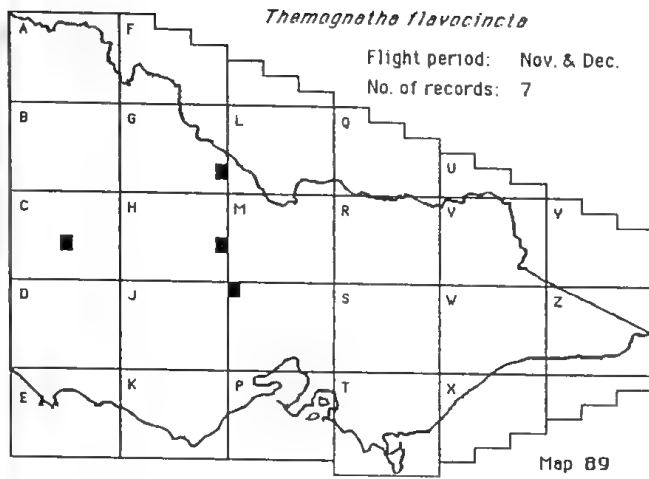 Themognatha flavocincta
Flight period: Nov. & Dec.
No. of records: 7
A
F
B
G
L
Q
U
C
H
M
R
V
Y
D
J
S
W
Z
E
K
P
T
X
Map 89